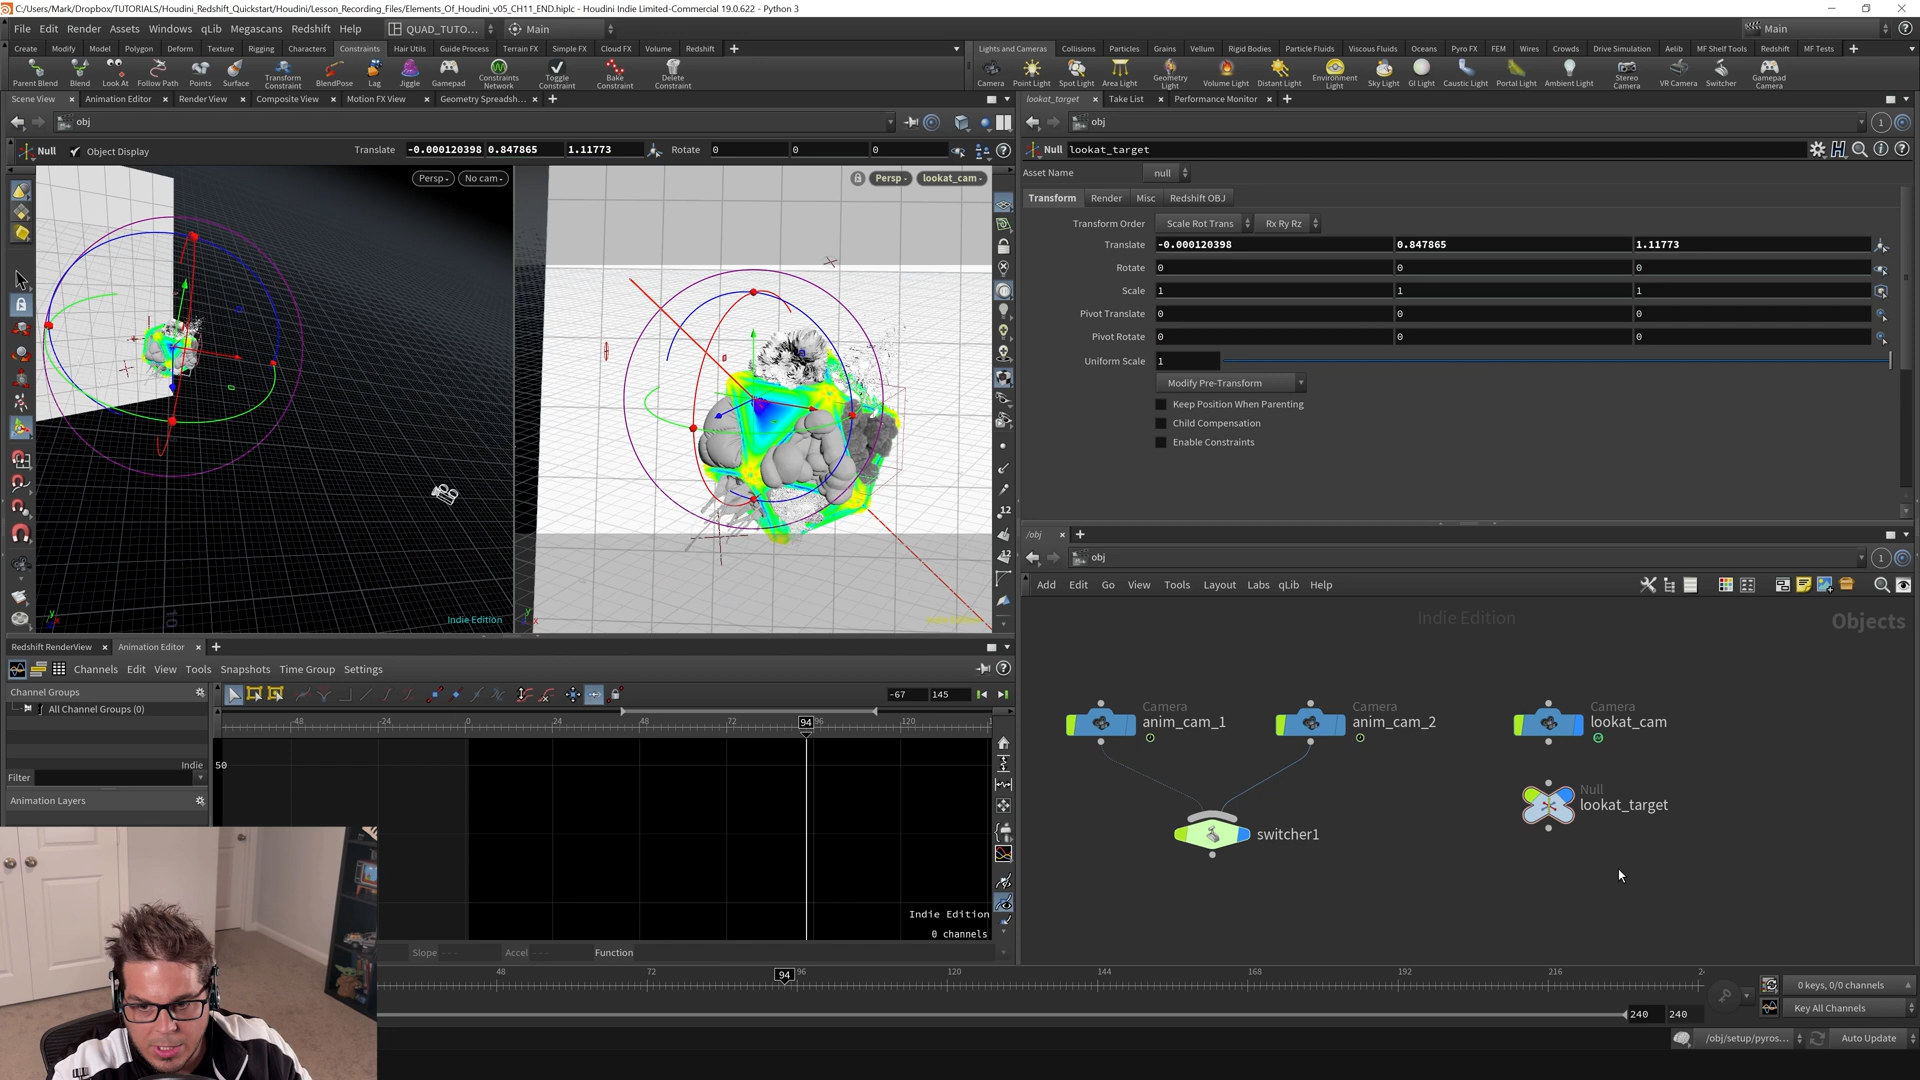 C:/Users/Mark/Dropbox/TUTORIALS/Houdini_Redshift_Quickstart/Houdini/Lesson_Recording_Files/Elements_Of_Houdini_v05_CH11_END.hiplc - Houdini Indie Limited-Commercial 19.0.622 - Python 3
File Edit Render Assets Windows qLib Megascans Redshift Help QUAD_TUTO... Main Main
Create Modify Model Polygon Deform Texture Rigging Characters Constraints Hair Utils Guide Process Terrain FX Simple FX Cloud FX Volume Redshift
Lights and Cameras Collisions Particles Grains Vellum Rigid Bodies Particle Fluids Viscous Fluids Oceans Pyro FX FEM Wires Crowds Drive Simulation Aelib MF Shelf Tools Redshift MF Tests
Parent Blend Blend Look At Follow Path Points Surface Transform Constraint BlendPose Lag Jiggle Gamepad Constraints Network Toggle Constraint Bake Constraint Delete Constraint
Camera Point Light Spot Light Area Light Geometry Light Volume Light Distant Light Environment Light Sky Light GI Light Caustic Light Portal Light Ambient Light Stereo Camera VR Camera Switcher Gamepad Camera
Scene View Animation Editor Render View Composite View Motion FX View Geometry Spreadsh...
lookat_target Take List Performance Monitor
obj
obj 1
Null Object Display Translate -0.000120398 0.847865 1.11773 Rotate 0 0 0
Null lookat_target
Asset Name null
Transform Render Misc Redshift OBJ
Transform Order Scale Rot Trans Rx Ry Rz
Translate -0.000120398 0.847865 1.11773
Rotate 0 0 0
Scale 1 1 1
Pivot Translate 0 0 0
Pivot Rotate 0 0 0
Uniform Scale 1
Modify Pre-Transform
Keep Position When Parenting
Child Compensation
Enable Constraints
Persp No cam
Persp lookat_cam
Indie Edition
12
12
/obj
obj 1
Add Edit Go View Tools Layout Labs qLib Help
Indie Edition
Objects
Camera
anim_cam_1
Camera
anim_cam_2
Camera
lookat_cam
Null
lookat_target
switcher1
Redshift RenderView Animation Editor
Channels Edit View Tools Snapshots Time Group Settings
Channel Groups
All Channel Groups (0)
Indie
Filter
Animation Layers
-67 145
-48 -24 0 24 48 72 94 96 120
50
Indie Edition
0 channels
Slope Accel Function
48 72 94 96 120 144 168 192 216
240 240
0 keys, 0/0 channels
Key All Channels
/obj/setup/pyros... Auto Update